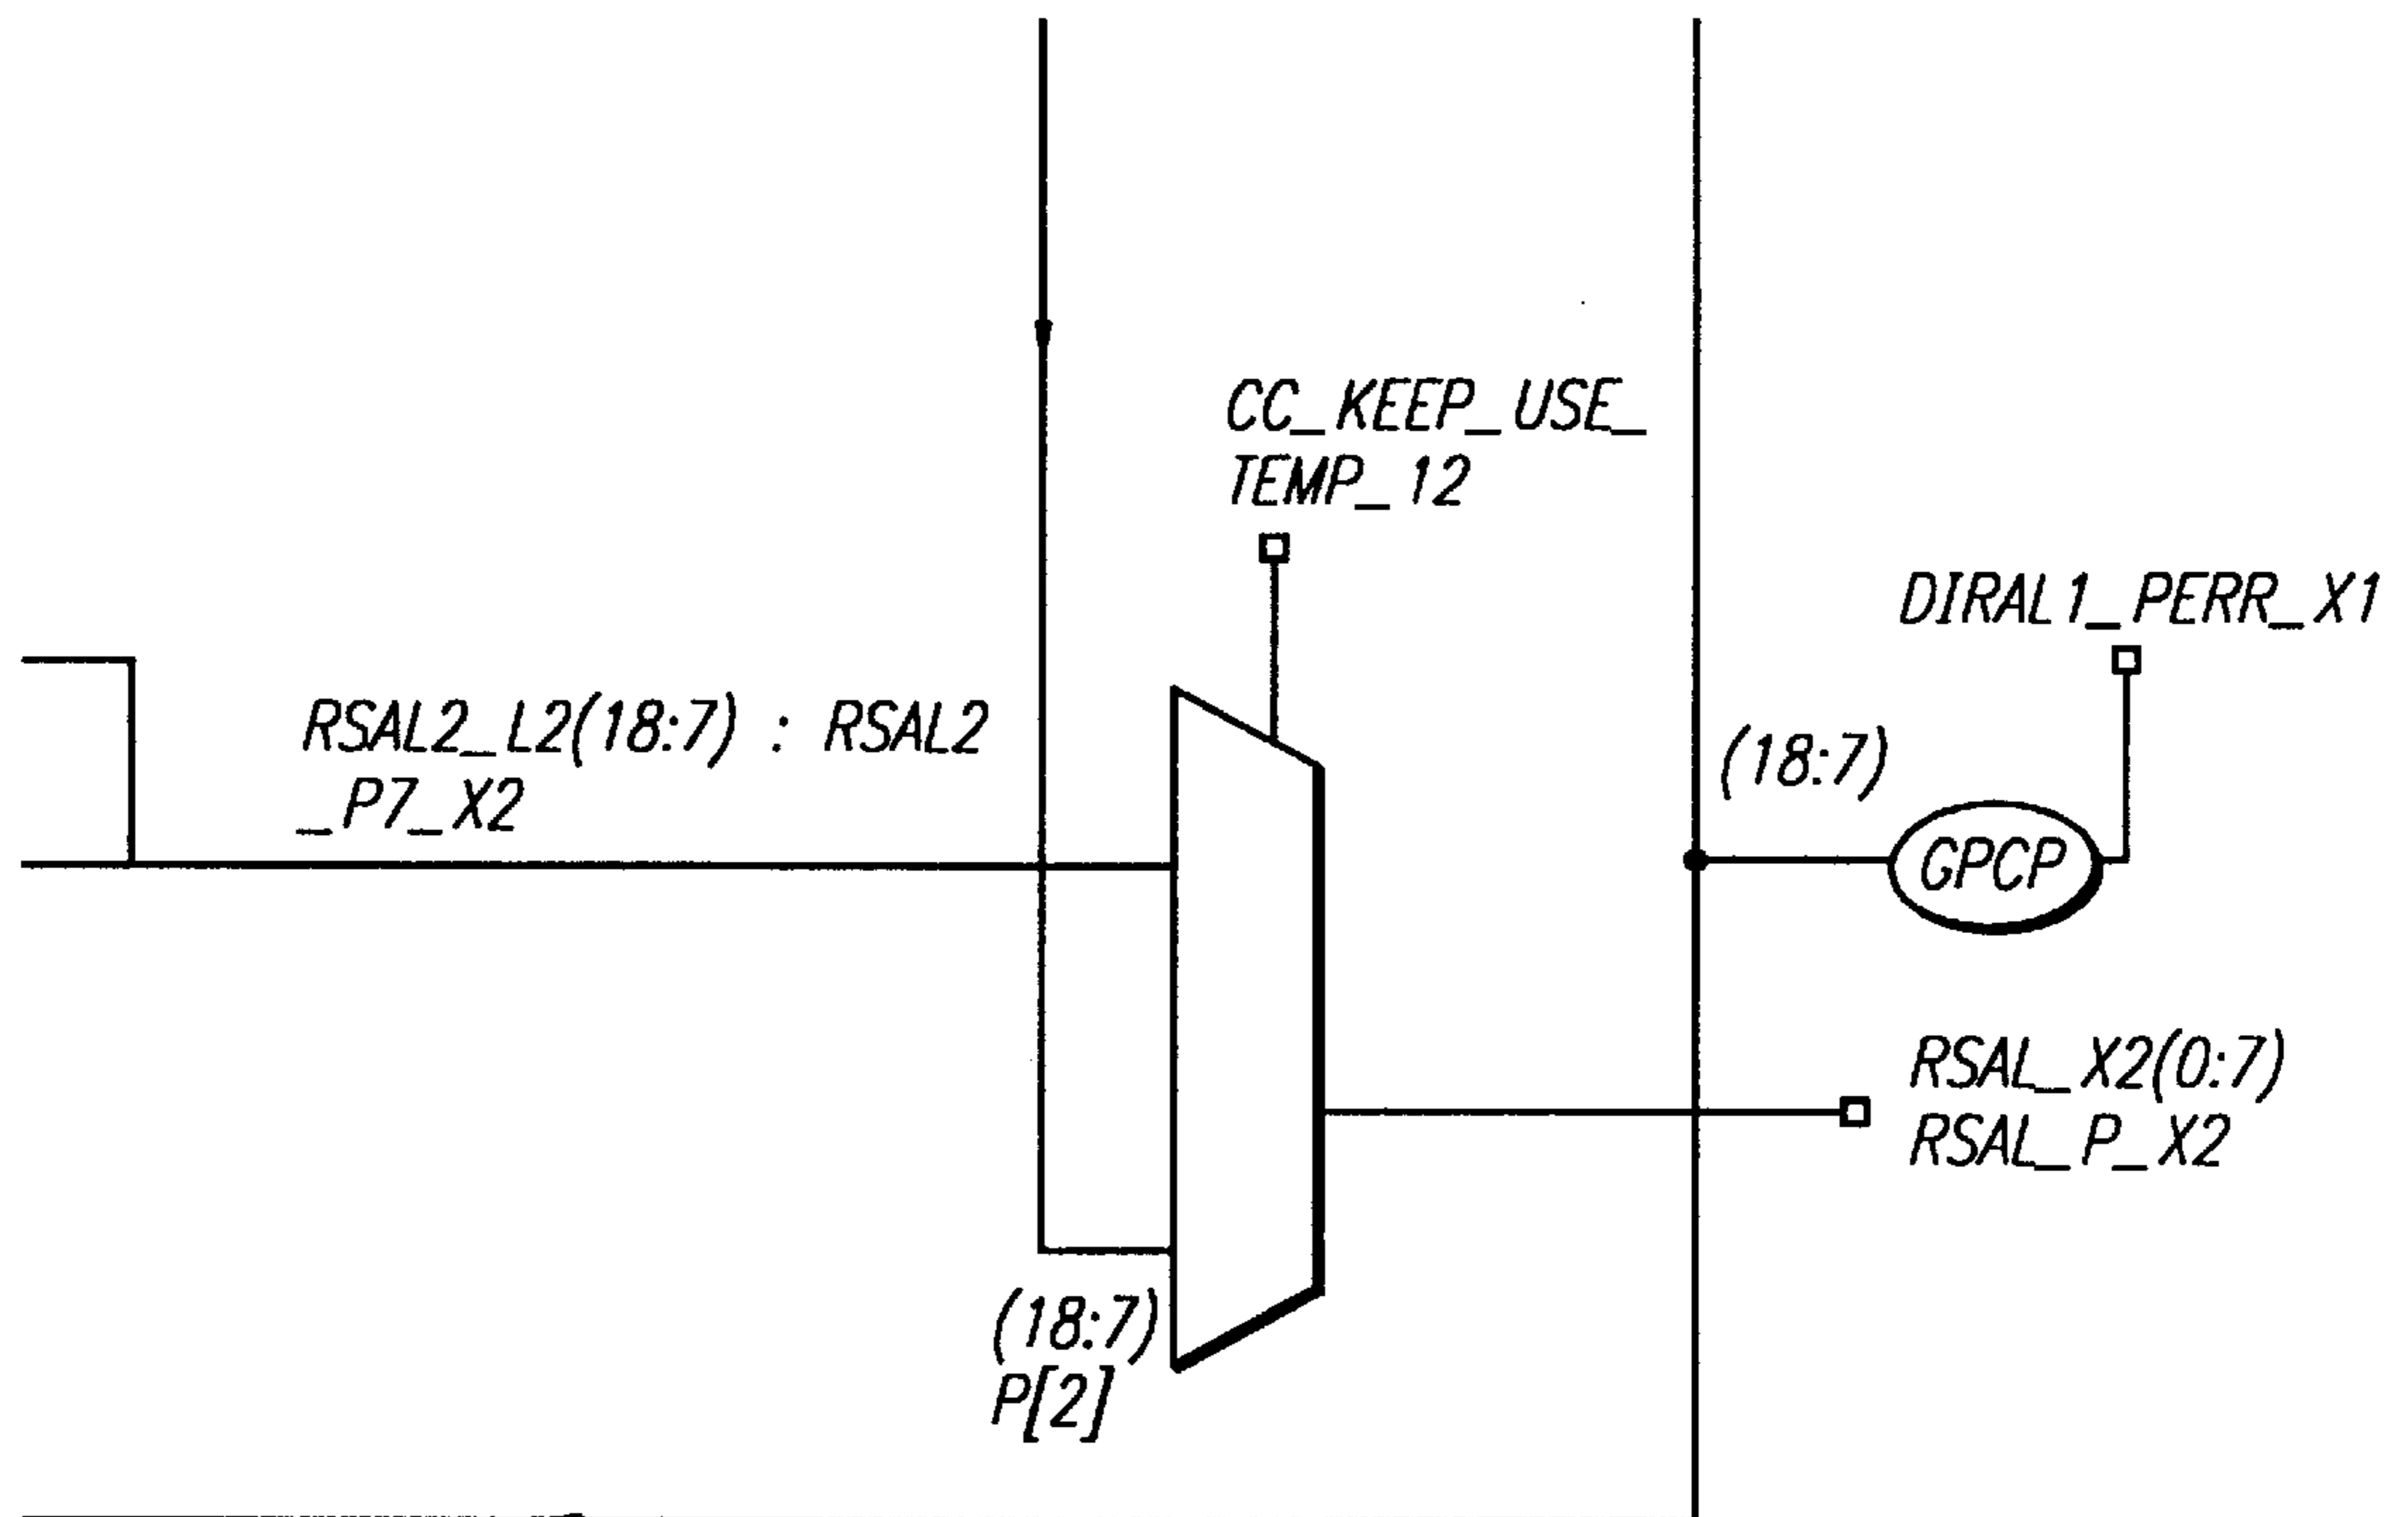 CC_KEEP_USE_
TEMP_12
DIRAL1_PERR_X1
RSAL2_L2(18:7) : RSAL2
_P7_X2
(18:7)
GPCP
RSAL_X2(0:7)
RSAL_P_X2
(18:7)
P[2]